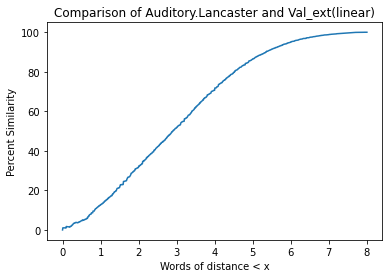 Comparison of Auditory.Lancaster and Val_ext(linear)
100
80
60
40
20
0
Percent Similarity
0 1 2 3 4 5 6 7 8
Words of distance < x